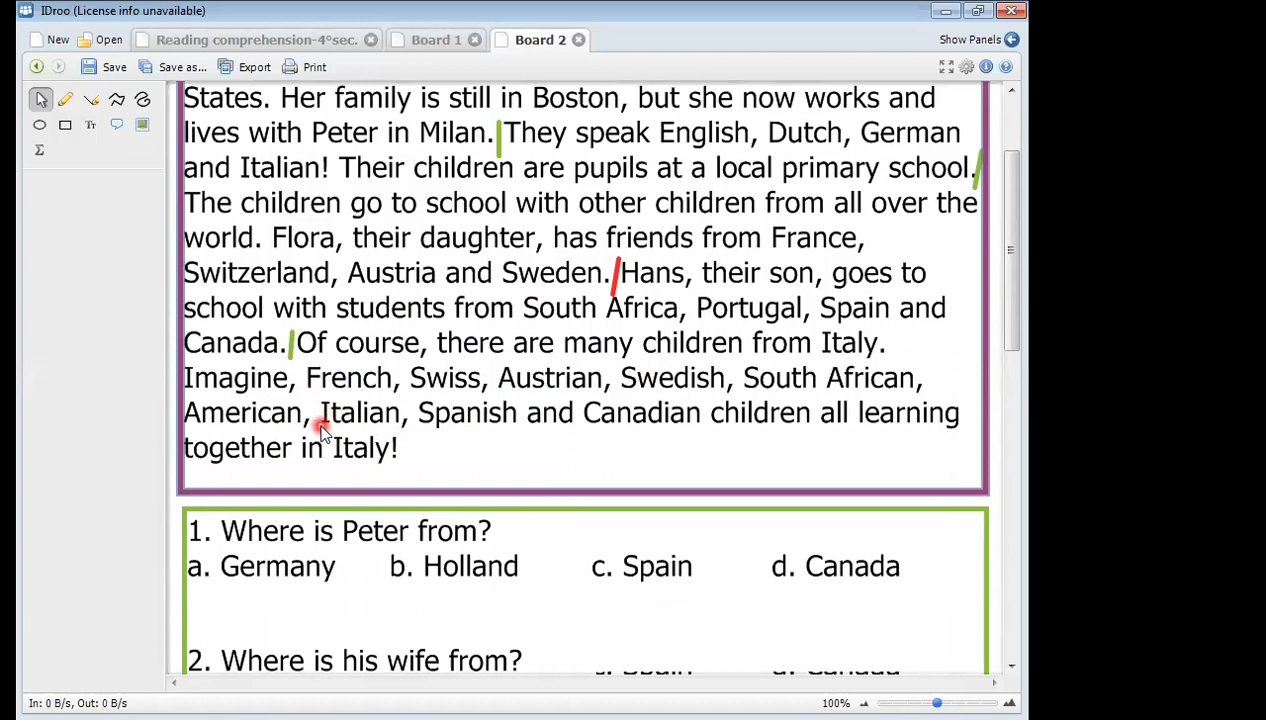 IDroo (License info unavailable)
New Open Reading comprehension-4°sec. Board 1 Board 2 Show Panels
Save Save as... Export Print
Tr
Σ
States. Her family is still in Boston, but she now works and
lives with Peter in Milan. They speak English, Dutch, German
and Italian! Their children are pupils at a local primary school.
The children go to school with other children from all over the
world. Flora, their daughter, has friends from France,
Switzerland, Austria and Sweden. Hans, their son, goes to
school with students from South Africa, Portugal, Spain and
Canada. Of course, there are many children from Italy.
Imagine, French, Swiss, Austrian, Swedish, South African,
American, Italian, Spanish and Canadian children all learning
together in Italy!
1. Where is Peter from?
a. Germany b. Holland c. Spain d. Canada
2. Where is his wife from?
In: 0 B/s, Out: 0 B/s 100%